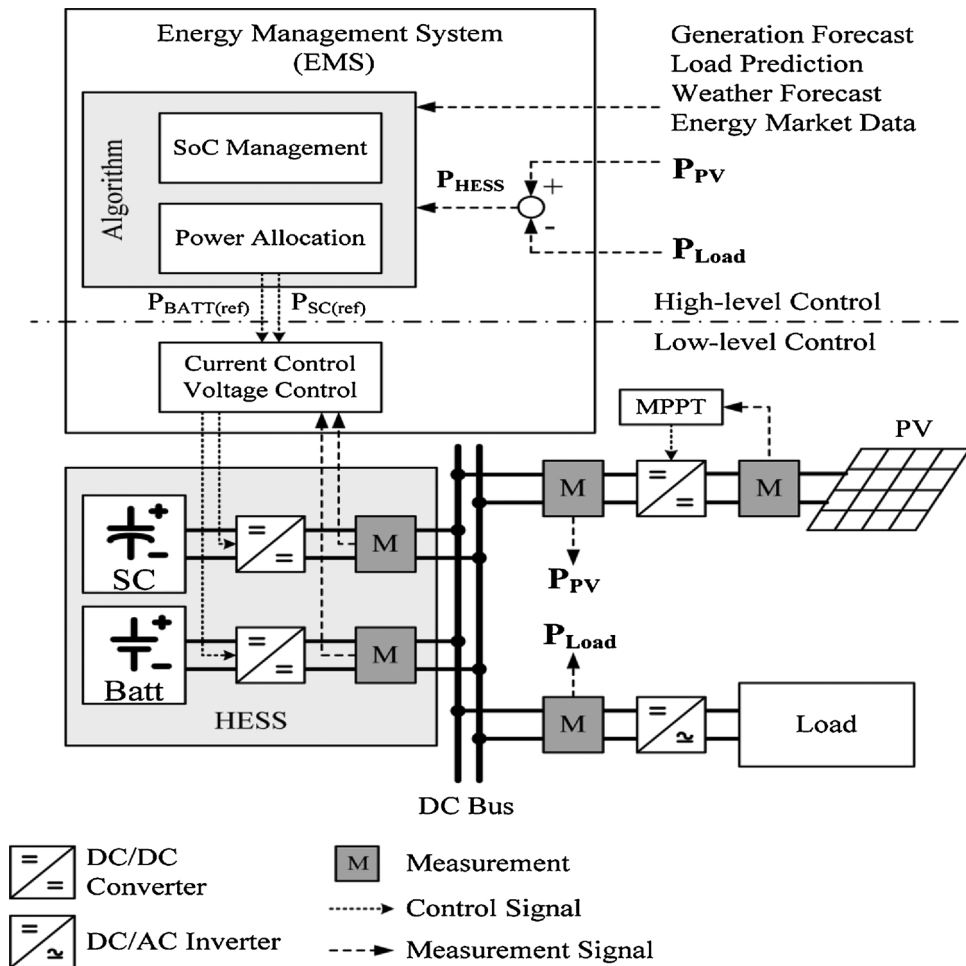 Energy Management System
(EMS)
Generation Forecast
Load Prediction
Weather Forecast
Energy Market Data
Algorithm
SoC Management
Power Allocation
P_HESS
+
-
P_PV
P_Load
P_BATT(ref)
P_SC(ref)
High-level Control
Low-level Control
Current Control
Voltage Control
MPPT
PV
M
M
P_PV
+
-
SC
=
=
M
+
-
Batt
=
=
M
HESS
=
=
P_Load
M
=
≃
Load
DC Bus
=
=
DC/DC
Converter
M
Measurement
Control Signal
=
≃
DC/AC Inverter
Measurement Signal